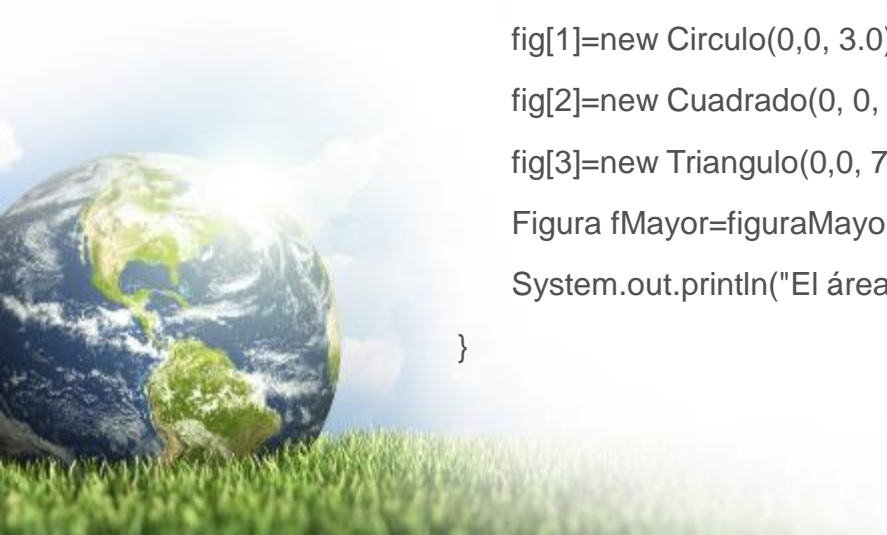 fig[1]=new Circulo(0,0, 3.0)
fig[2]=new Cuadrado(0, 0,
fig[3]=new Triangulo(0,0, 7
Figura fMayor=figuraMayo
System.out.println("El área
}